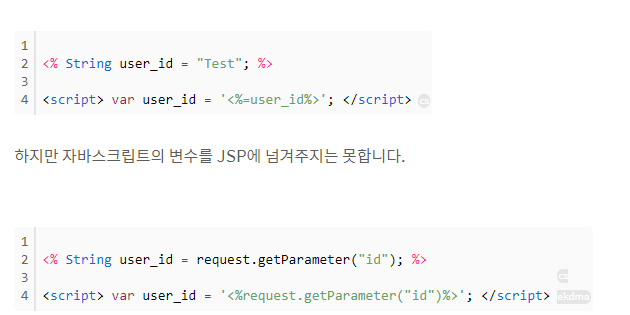 1
2 <% String user_id = "Test"; %>
3
4 <script> var user_id = '<%=user_id%>'; </script> cs
하지만 자바스크립트의 변수를 JSP에 넘겨주지는 못합니다.
1
2 <% String user_id = request.getParameter("id"); %>
3
4 <script> var user_id = '<%request.getParameter("id")%>'; </script>
cs